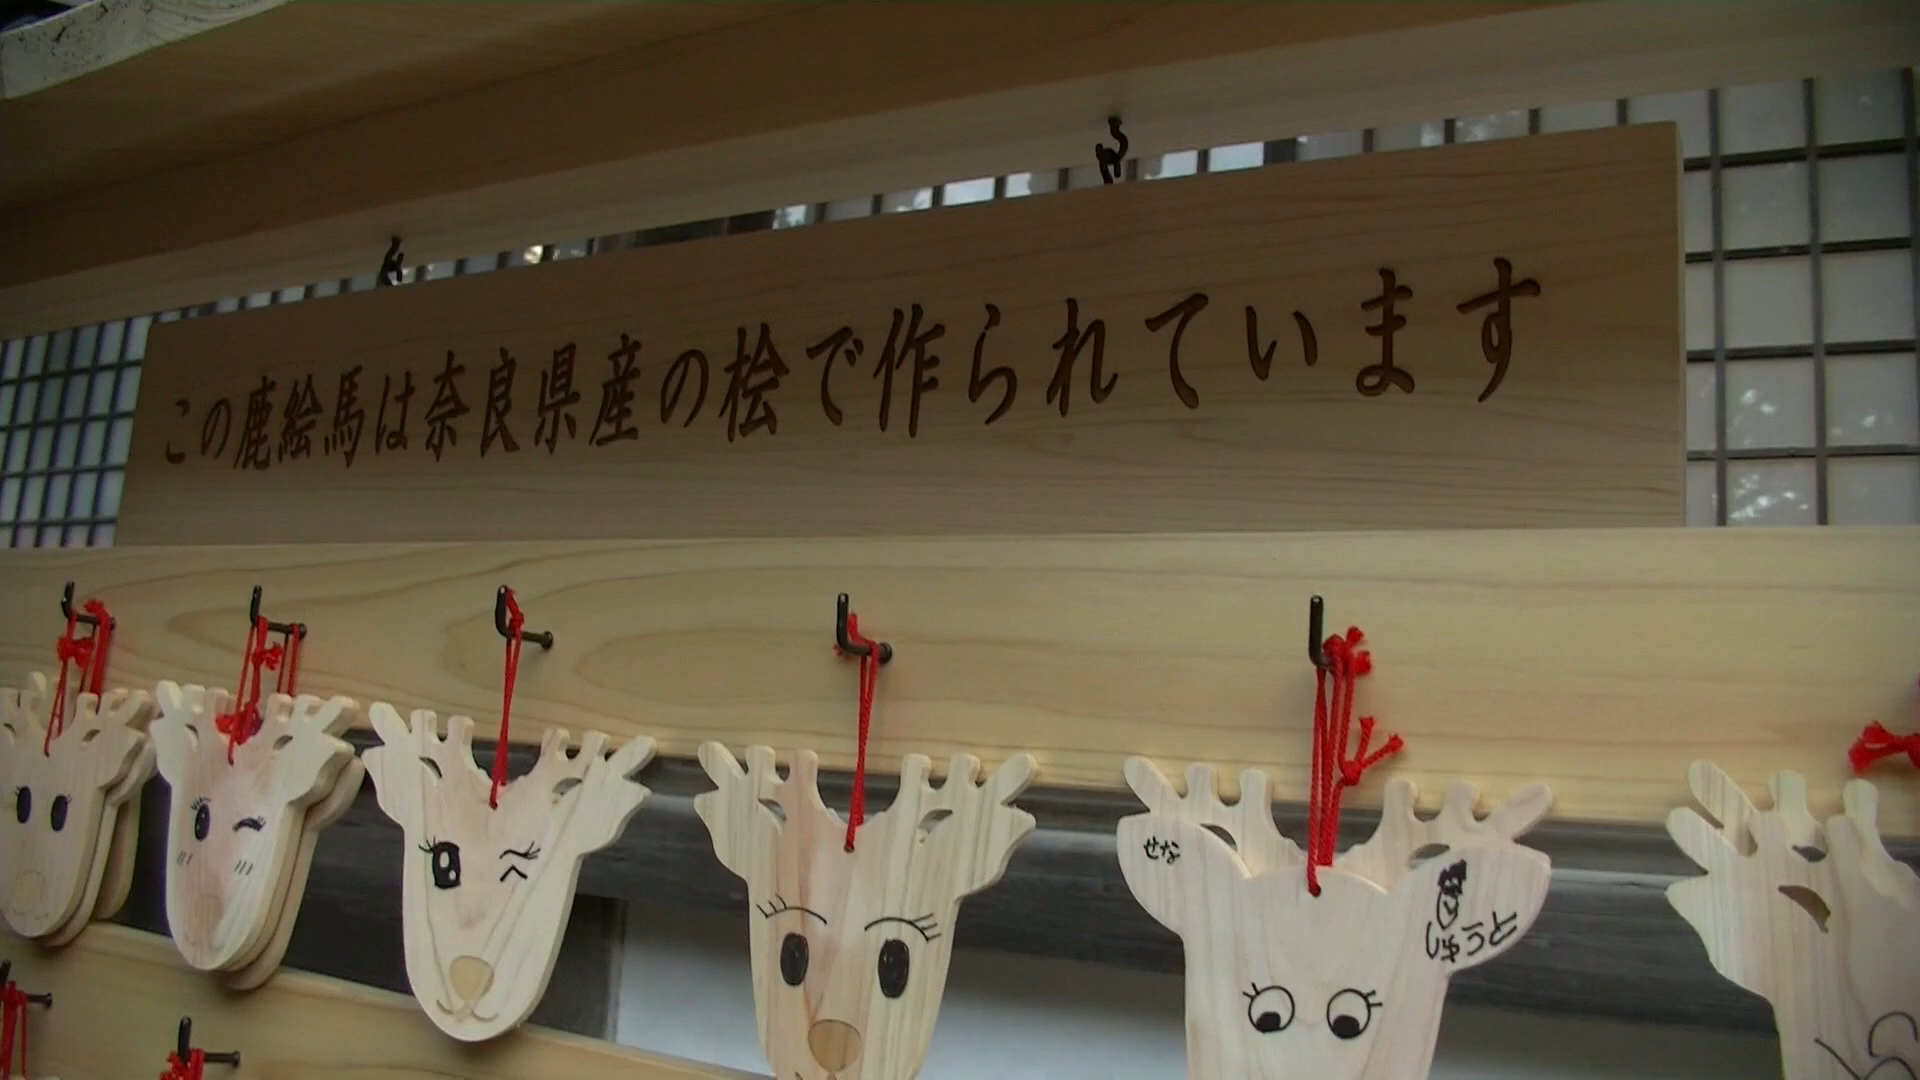 この鹿絵馬は奈良県産の桧で作られています
せな
しゅうと